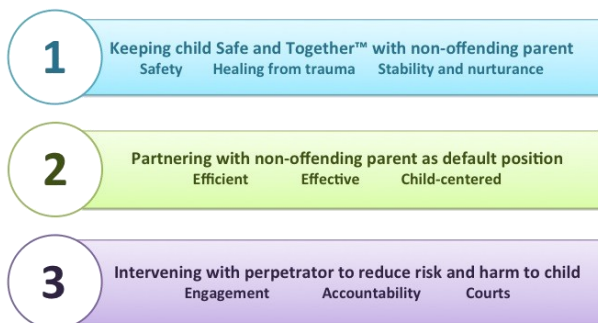 1
Keeping child Safe and Together™ with non-offending parent
Safety Healing from trauma Stability and nurturance
2
Partnering with non-offending parent as default position
Efficient Effective Child-centered
3
Intervening with perpetrator to reduce risk and harm to child
Engagement Accountability Courts